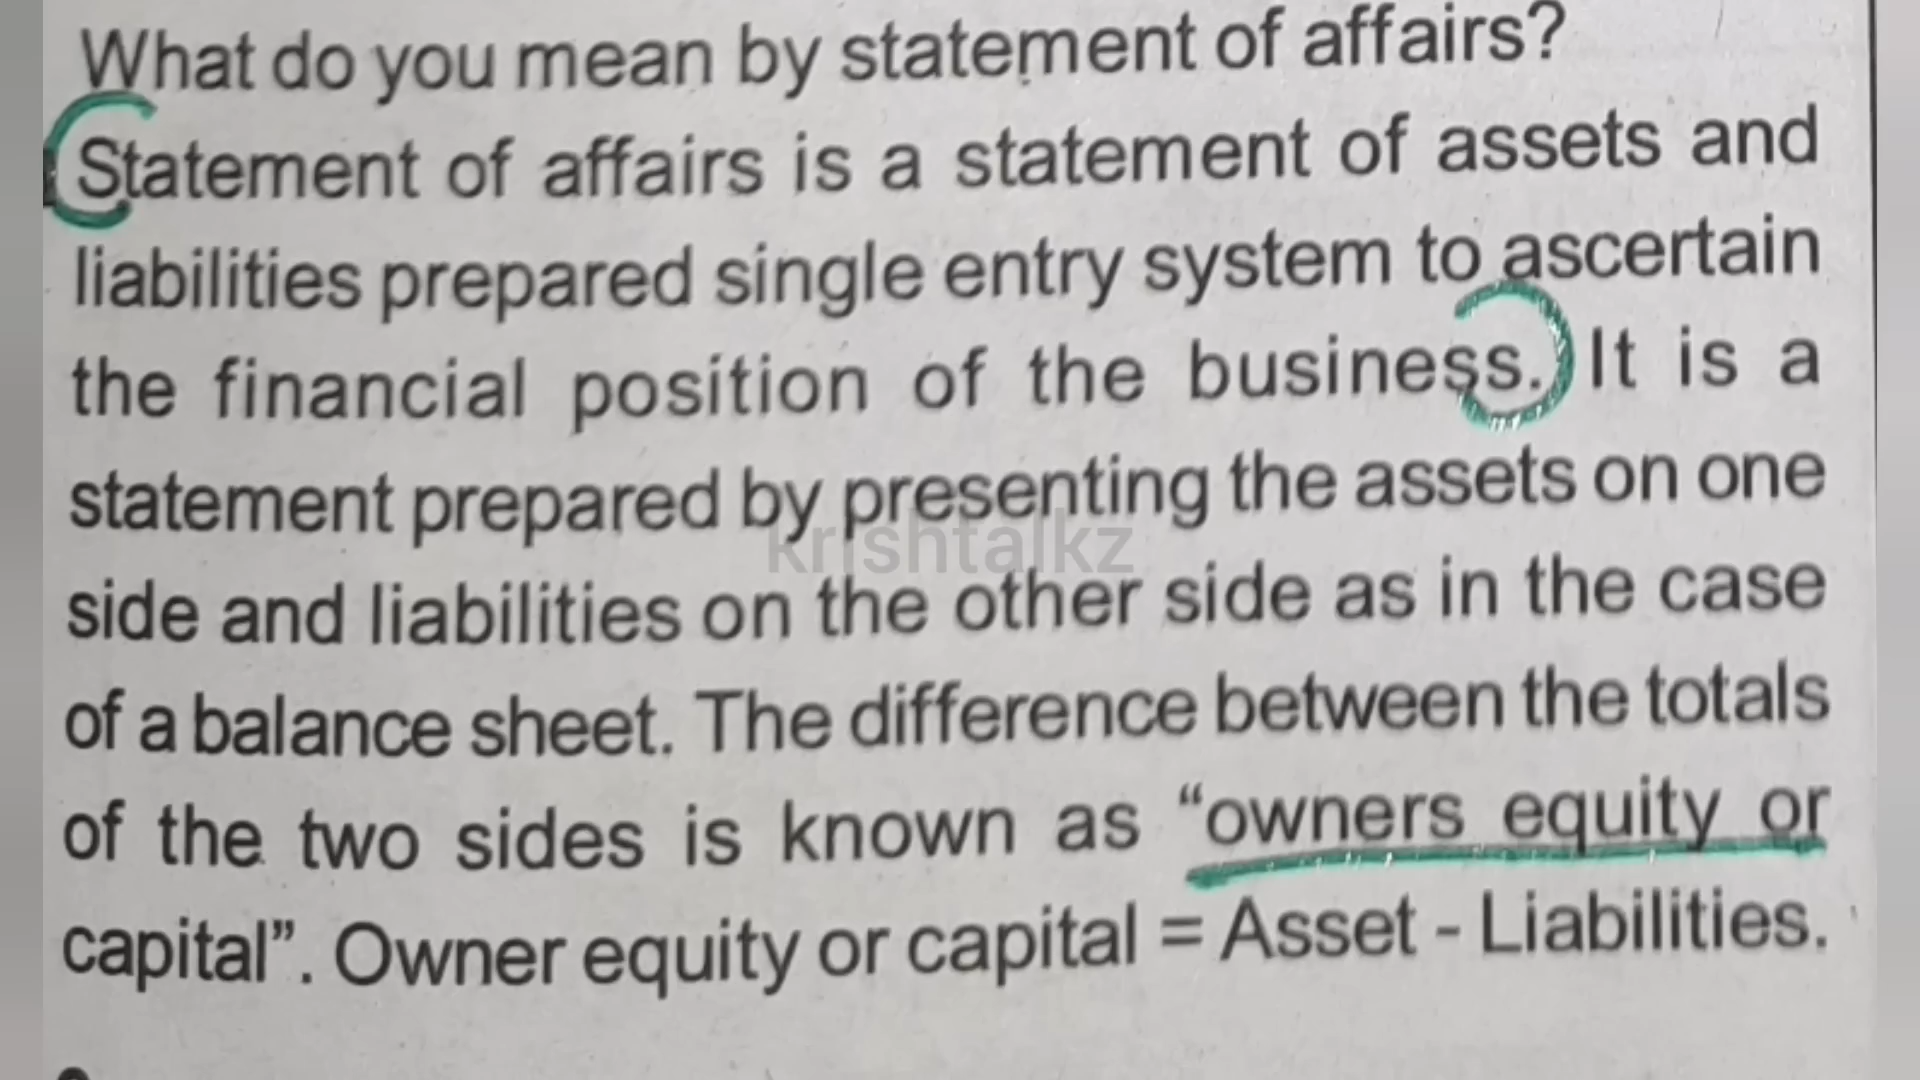 What do you mean by statement of affairs?
Statement of affairs is a statement of assets and
liabilities prepared single entry system to ascertain
the financial position of the business. It is a
statement prepared by presenting the assets on one
krishtalkz
side and liabilities on the other side as in the case
of a balance sheet. The difference between the totals
of the two sides is known as “owners equity or
capital”. Owner equity or capital = Asset - Liabilities.